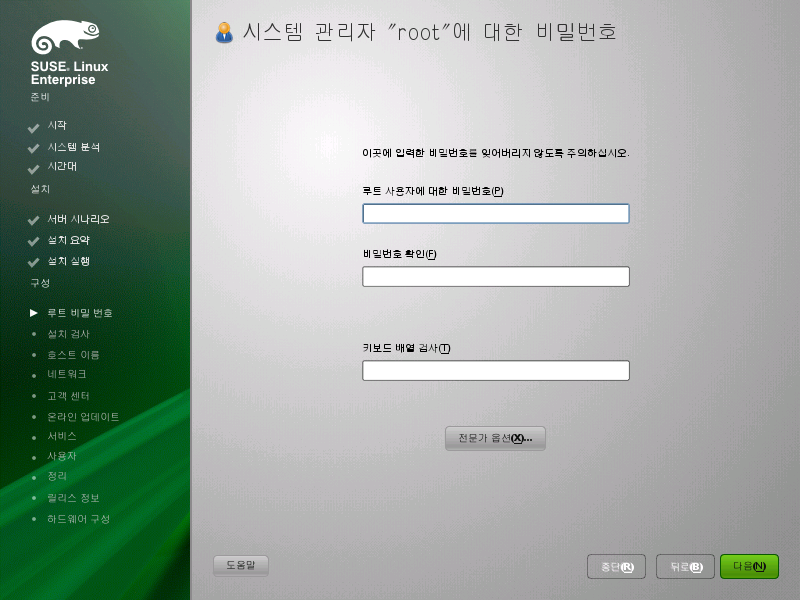 SUSE® Linux
Enterprise
준비
시작
시스템 분석
시간대
설치
서버 시나리오
설치 요약
설치 실행
구성
루트 비밀 번호
설치 검사
호스트 이름
네트워크
고객 센터
온라인 업데이트
서비스
사용자
정리
릴리스 정보
하드웨어 구성
시스템 관리자 "root"에 대한 비밀번호
이곳에 입력한 비밀번호를 잊어버리지 않도록 주의하십시오.
루트 사용자에 대한 비밀번호(P)
비밀번호 확인(F)
키보드 배열 검사(T)
전문가 옵션(X)...
도움말
중단(R)
뒤로(B)
다음(N)